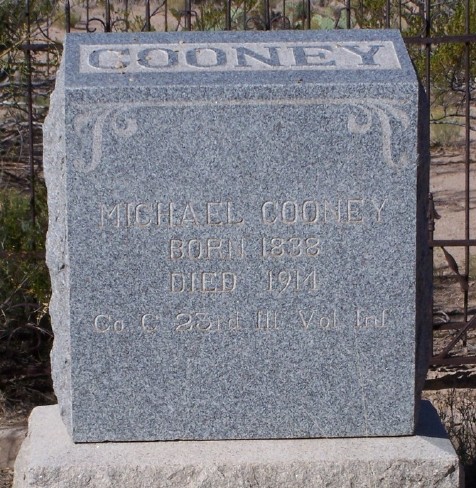 COONEY
MICHAEL COONEY
BORN 1838
DIED 1914
Co C 23rd Ill Vol Inf